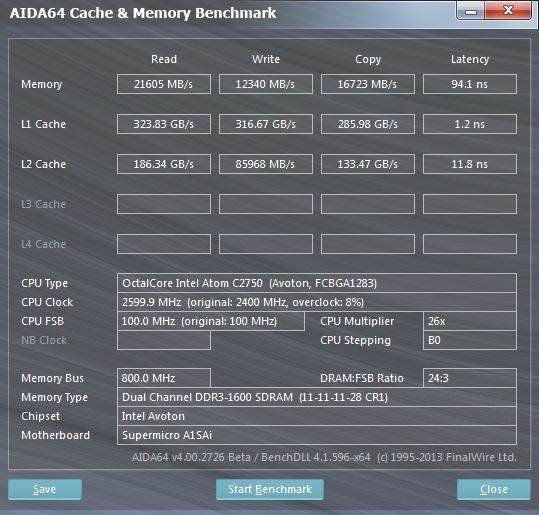 AIDA64 Cache & Memory Benchmark
Read Write Copy Latency
Memory 21605 MB/s 12340 MB/s 16723 MB/s 94.1 ns
L1 Cache 323.83 GB/s 316.67 GB/s 285.98 GB/s 1.2 ns
L2 Cache 186.34 GB/s 85968 MB/s 133.47 GB/s 11.8 ns
L3 Cache
L4 Cache
CPU Type OctalCore Intel Atom C2750 (Avoton, FCBGA1283)
CPU Clock 2599.9 MHz (original: 2400 MHz, overclock: 8%)
CPU FSB 100.0 MHz (original: 100 MHz) CPU Multiplier 26x
NB Clock CPU Stepping B0
Memory Bus 800.0 MHz DRAM:FSB Ratio 24:3
Memory Type Dual Channel DDR3-1600 SDRAM (11-11-11-28 CR1)
Chipset Intel Avoton
Motherboard Supermicro A1SAi
AIDA64 v4.00.2726 Beta / BenchDLL 4.1.596-x64 (c) 1995-2013 FinalWire Ltd.
Save Start Benchmark Close